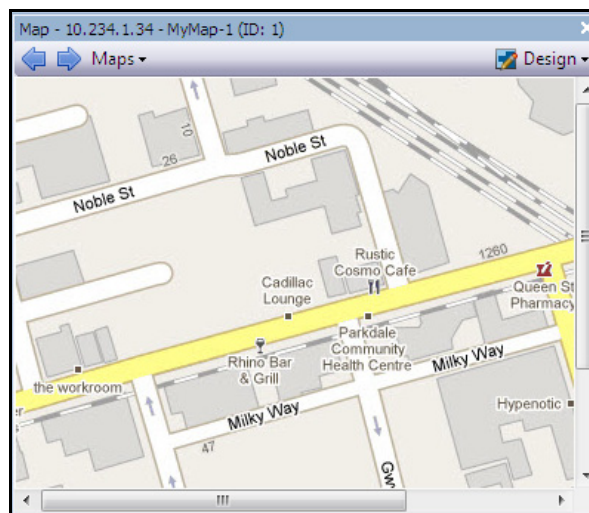 Map - 10.234.1.34 - MyMap-1 (ID: 1)
Maps
Design
10
26
Noble St
Noble St
Rustic
Cosmo Cafe
1260
Cadillac
Lounge
Queen St
Pharmacy
Parkdale
Community
Health Centre
Rhino Bar
& Grill
Milky Way
the workroom
er
s
Milky Way
Hypenotic
47
Gw